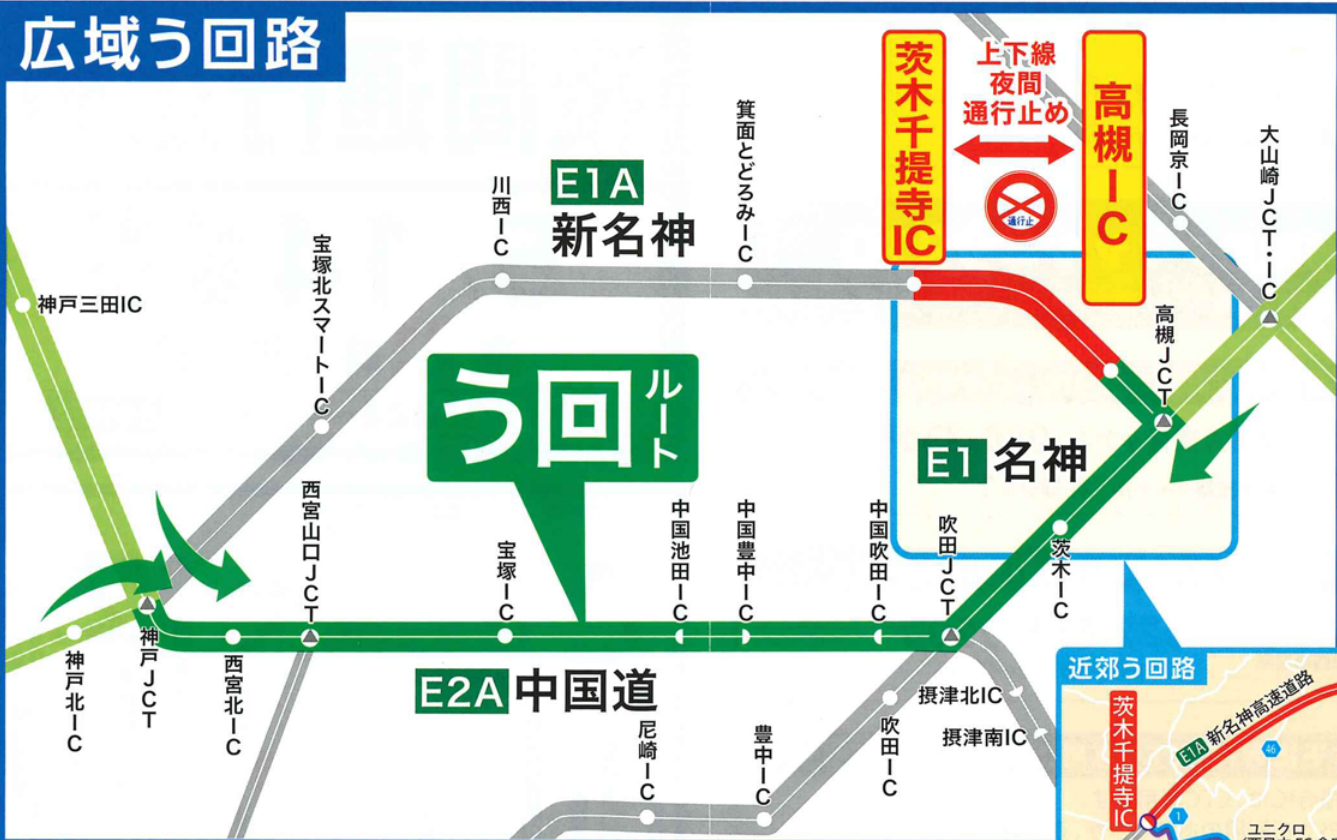 広域う回路
茨木千提寺IC
上下線
夜間
通行止め
通行止
高槻IC
長岡京IC
大山崎JCT・IC
箕面とどろみIC
川西IC
E1A
新名神
宝塚北スマートIC
神戸三田IC
高槻JCT
う回ルート
E1 名神
西宮山口JCT
宝塚IC
中国池田IC
中国豊中IC
中国吹田IC
吹田JCT
茨木IC
神戸北IC
神戸JCT
西宮北IC
E2A 中国道
尼崎IC
豊中IC
吹田IC
摂津北IC
摂津南IC
近郊う回路
茨木千提寺IC
E1A 新名神高速道路
46
1
ユニクロ